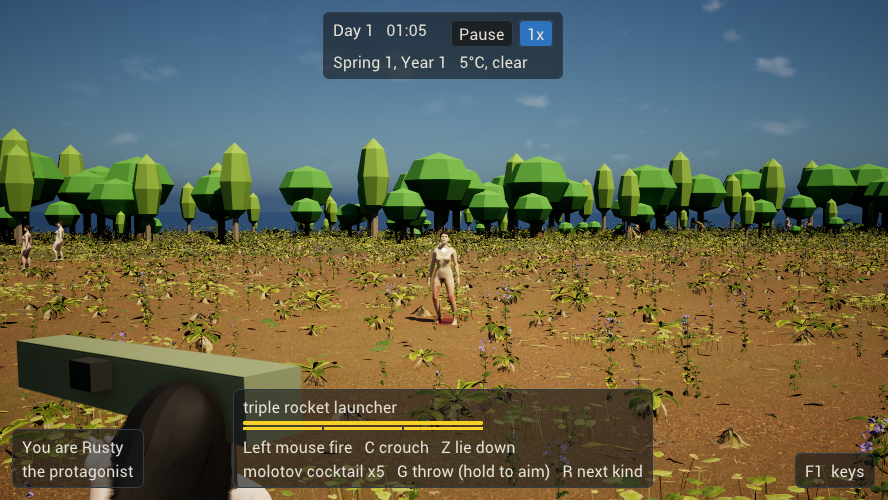 Day 1 01:05 Pause 1x
Spring 1, Year 1 5°C, clear
triple rocket launcher
Left mouse fire C crouch Z lie down
molotov cocktail x5 G throw (hold to aim) R next kind
You are Rusty
the protagonist
F1 keys